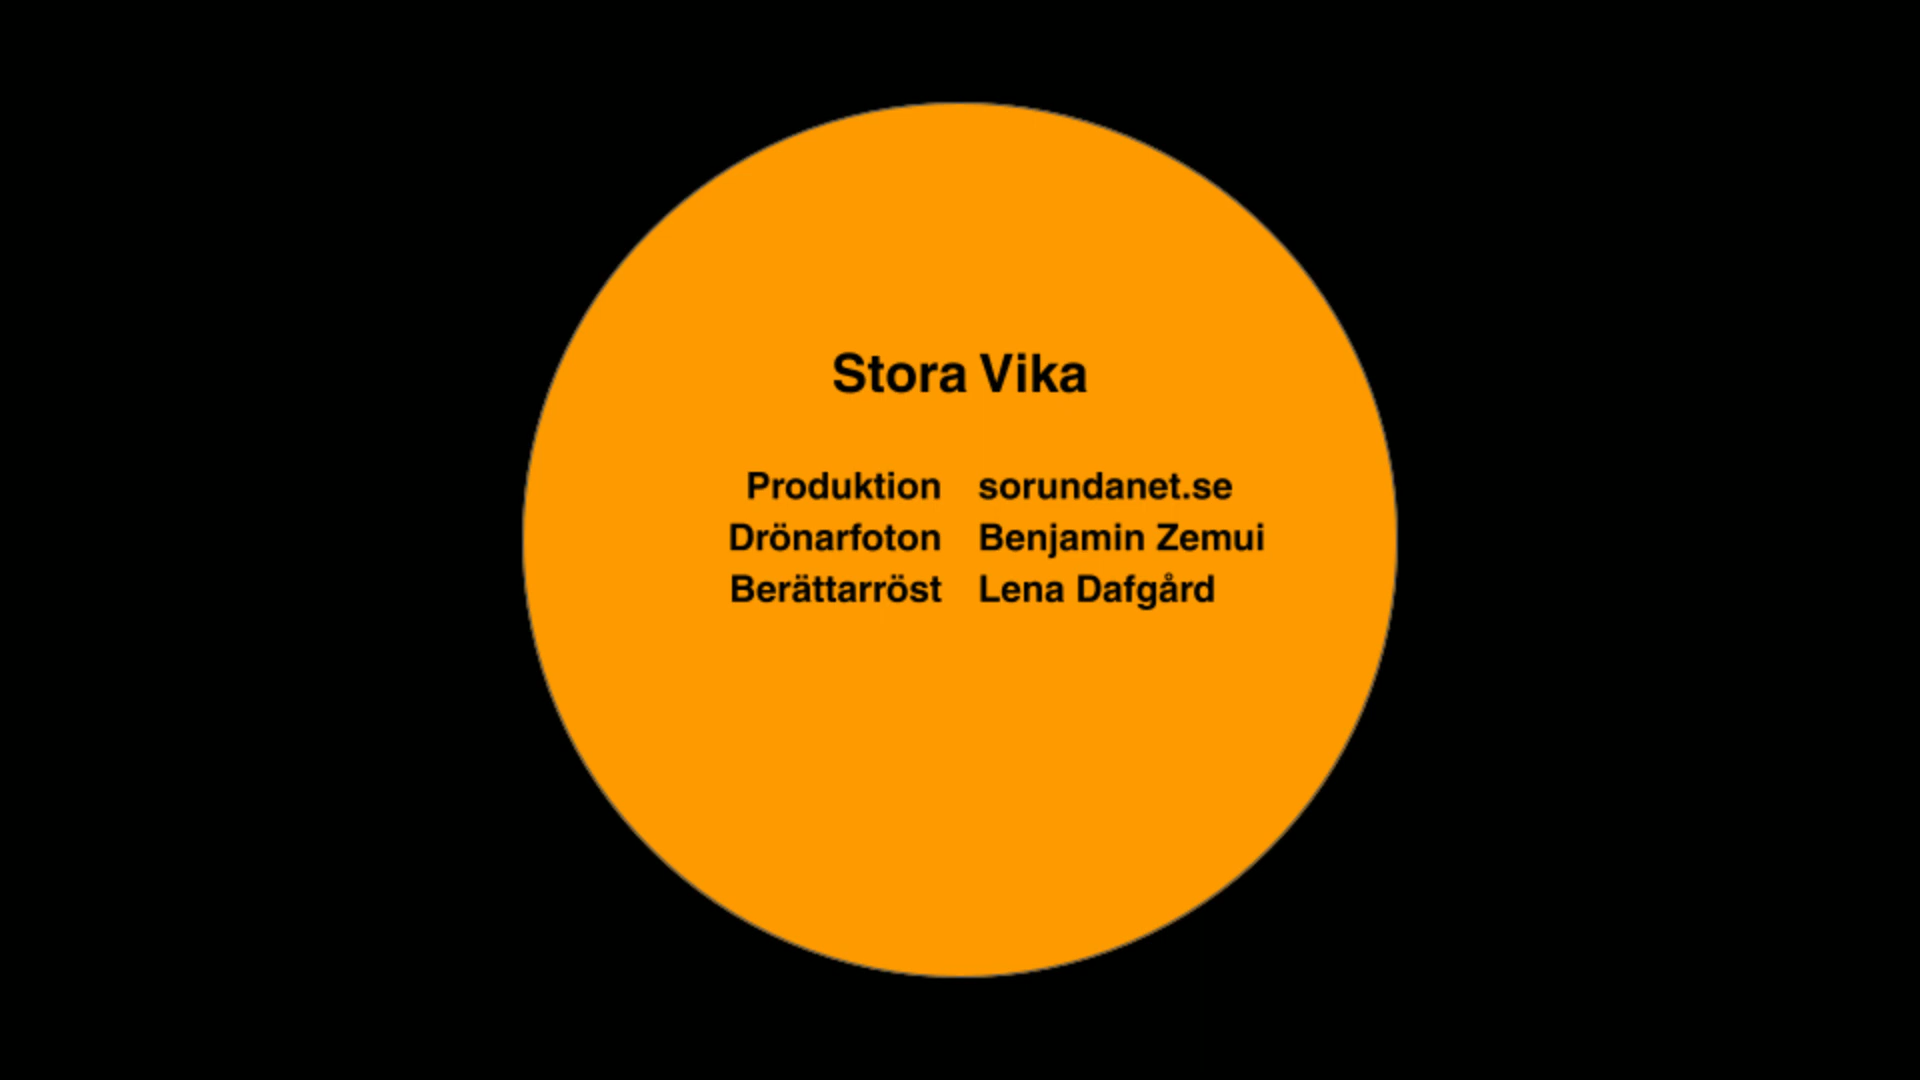 Stora Vika
Produktion sorundanet.se
Drönarfoton Benjamin Zemui
Berättarröst Lena Dafgård